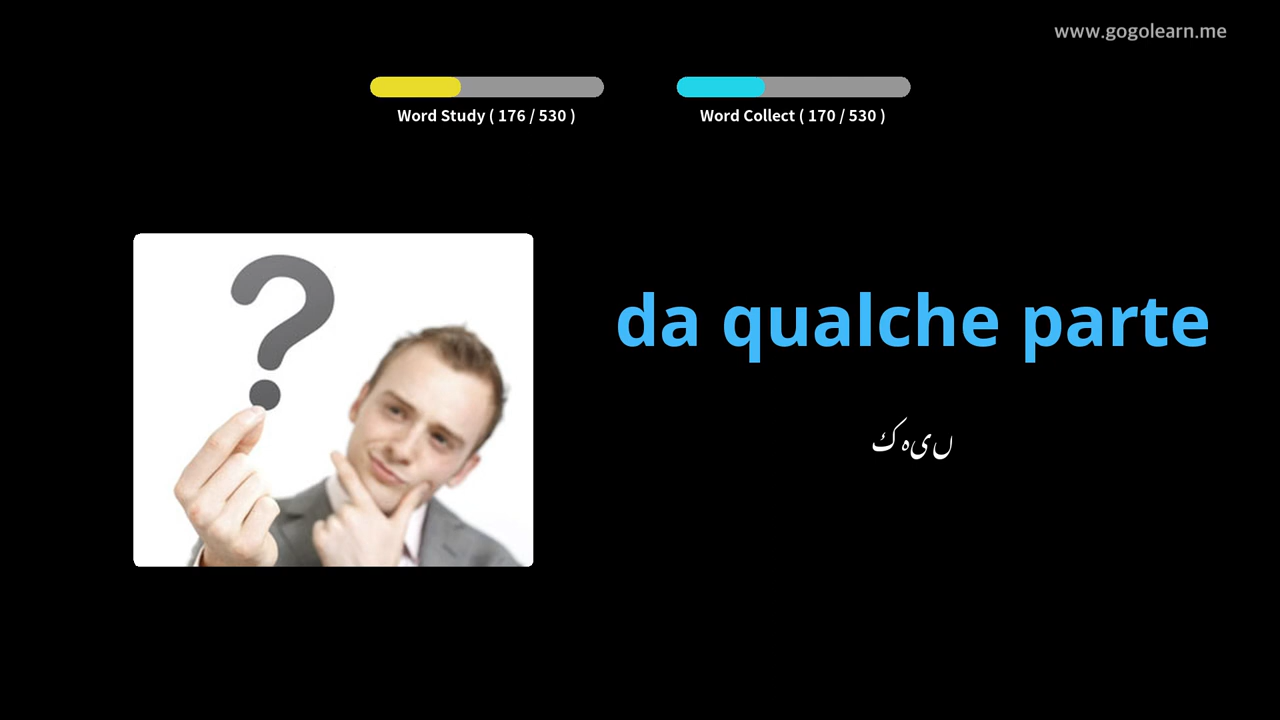 www.gogolearn.me
Word Study ( 176 / 530 )
Word Collect ( 170 / 530 )
da qualche parte
کہیں